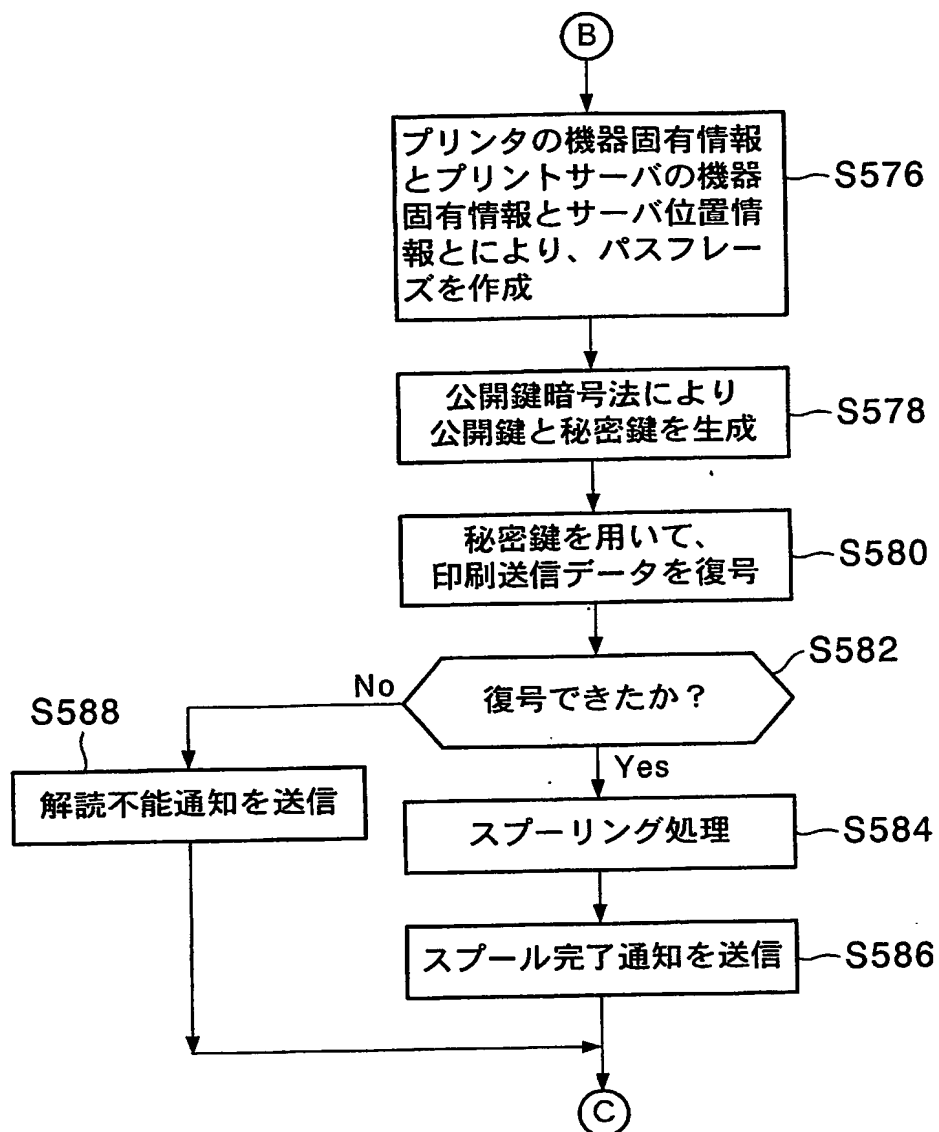 B
プリンタの機器固有情報
とプリントサーバの機器
固有情報とサーバ位置情
報とにより、パスフレー
ズを作成
S576
公開鍵暗号法により
公開鍵と秘密鍵を生成
S578
秘密鍵を用いて、
印刷送信データを復号
S580
復号できたか？
S582
No
Yes
S588
解読不能通知を送信
スプーリング処理
S584
スプール完了通知を送信
S586
C